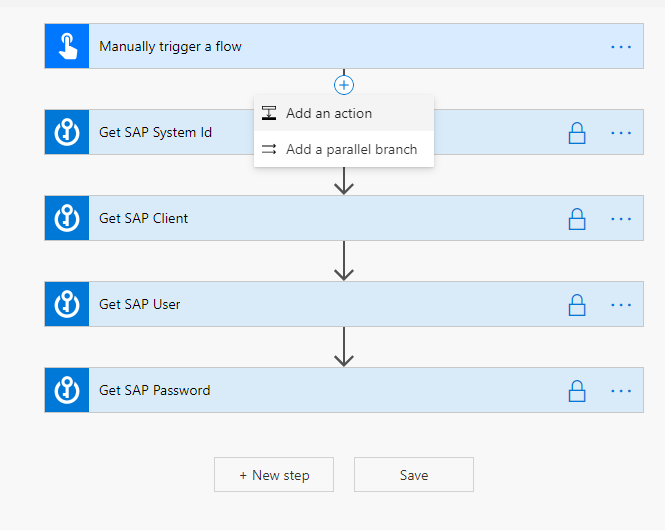 Manually trigger a flow
Add an action
Get SAP System Id
Add a parallel branch
Get SAP Client
Get SAP User
Get SAP Password
+ New step
Save